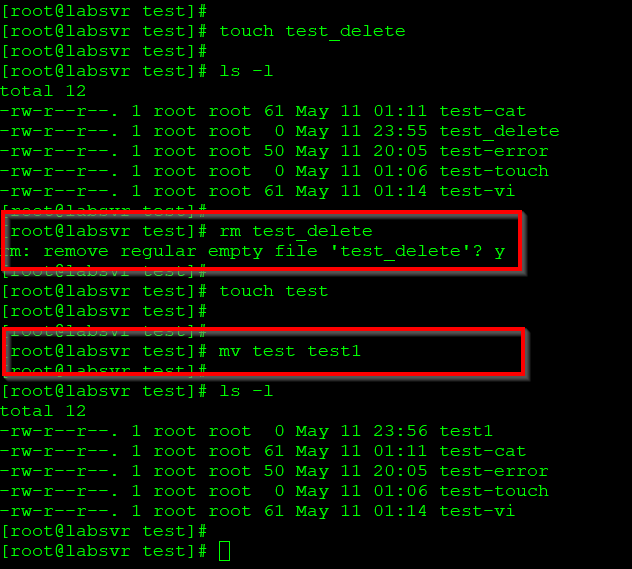 [root@labsvr test]#
[root@labsvr test]# touch test_delete
[root@labsvr test]#
[root@labsvr test]# ls -l
total 12
-rw-r--r--. 1 root root 61 May 11 01:11 test-cat
-rw-r--r--. 1 root root  0 May 11 23:55 test_delete
-rw-r--r--. 1 root root 50 May 11 20:05 test-error
-rw-r--r--. 1 root root  0 May 11 01:06 test-touch
-rw-r--r--. 1 root root 61 May 11 01:14 test-vi
[root@labsvr test]#
[root@labsvr test]# rm test_delete
rm: remove regular empty file 'test_delete'? y
[root@labsvr test]#
[root@labsvr test]# touch test
[root@labsvr test]#
[root@labsvr test]#
[root@labsvr test]# mv test test1
[root@labsvr test]#
[root@labsvr test]# ls -l
total 12
-rw-r--r--. 1 root root  0 May 11 23:56 test1
-rw-r--r--. 1 root root 61 May 11 01:11 test-cat
-rw-r--r--. 1 root root 50 May 11 20:05 test-error
-rw-r--r--. 1 root root  0 May 11 01:06 test-touch
-rw-r--r--. 1 root root 61 May 11 01:14 test-vi
[root@labsvr test]#
[root@labsvr test]#